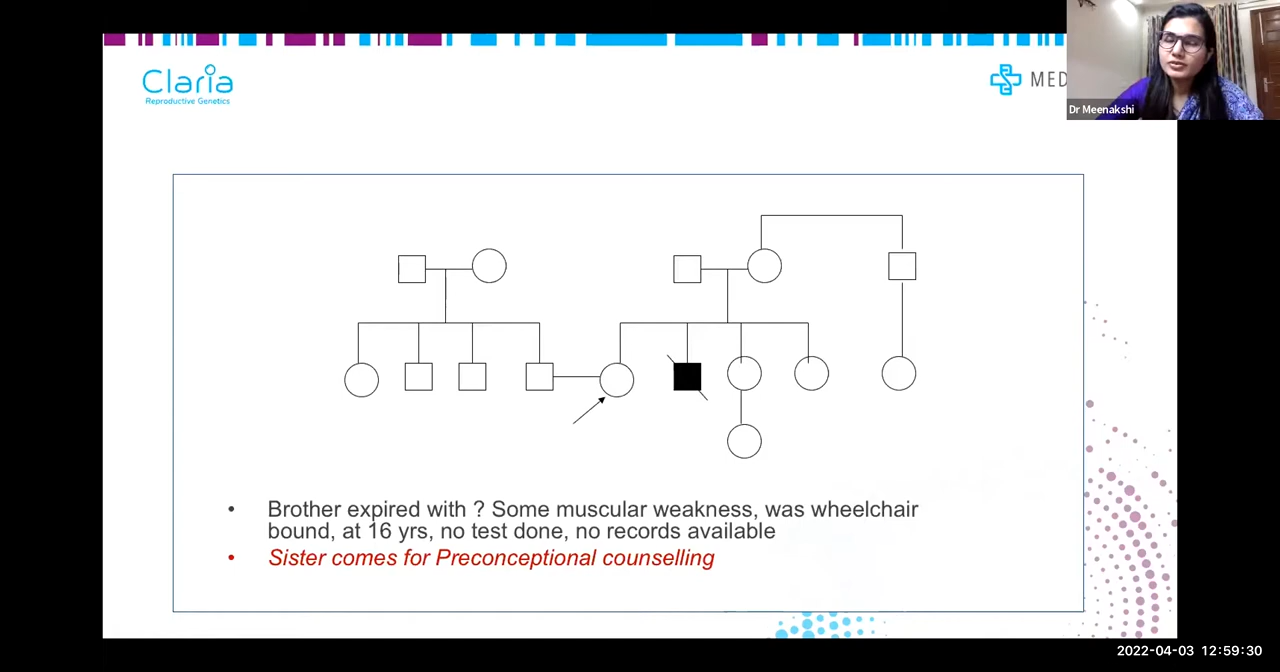 Claria
Reproductive Genetics
MED
Dr Meenakshi
• Brother expired with ? Some muscular weakness, was wheelchair
bound, at 16 yrs, no test done, no records available
• Sister comes for Preconceptional counselling
2022-04-03 12:59:30